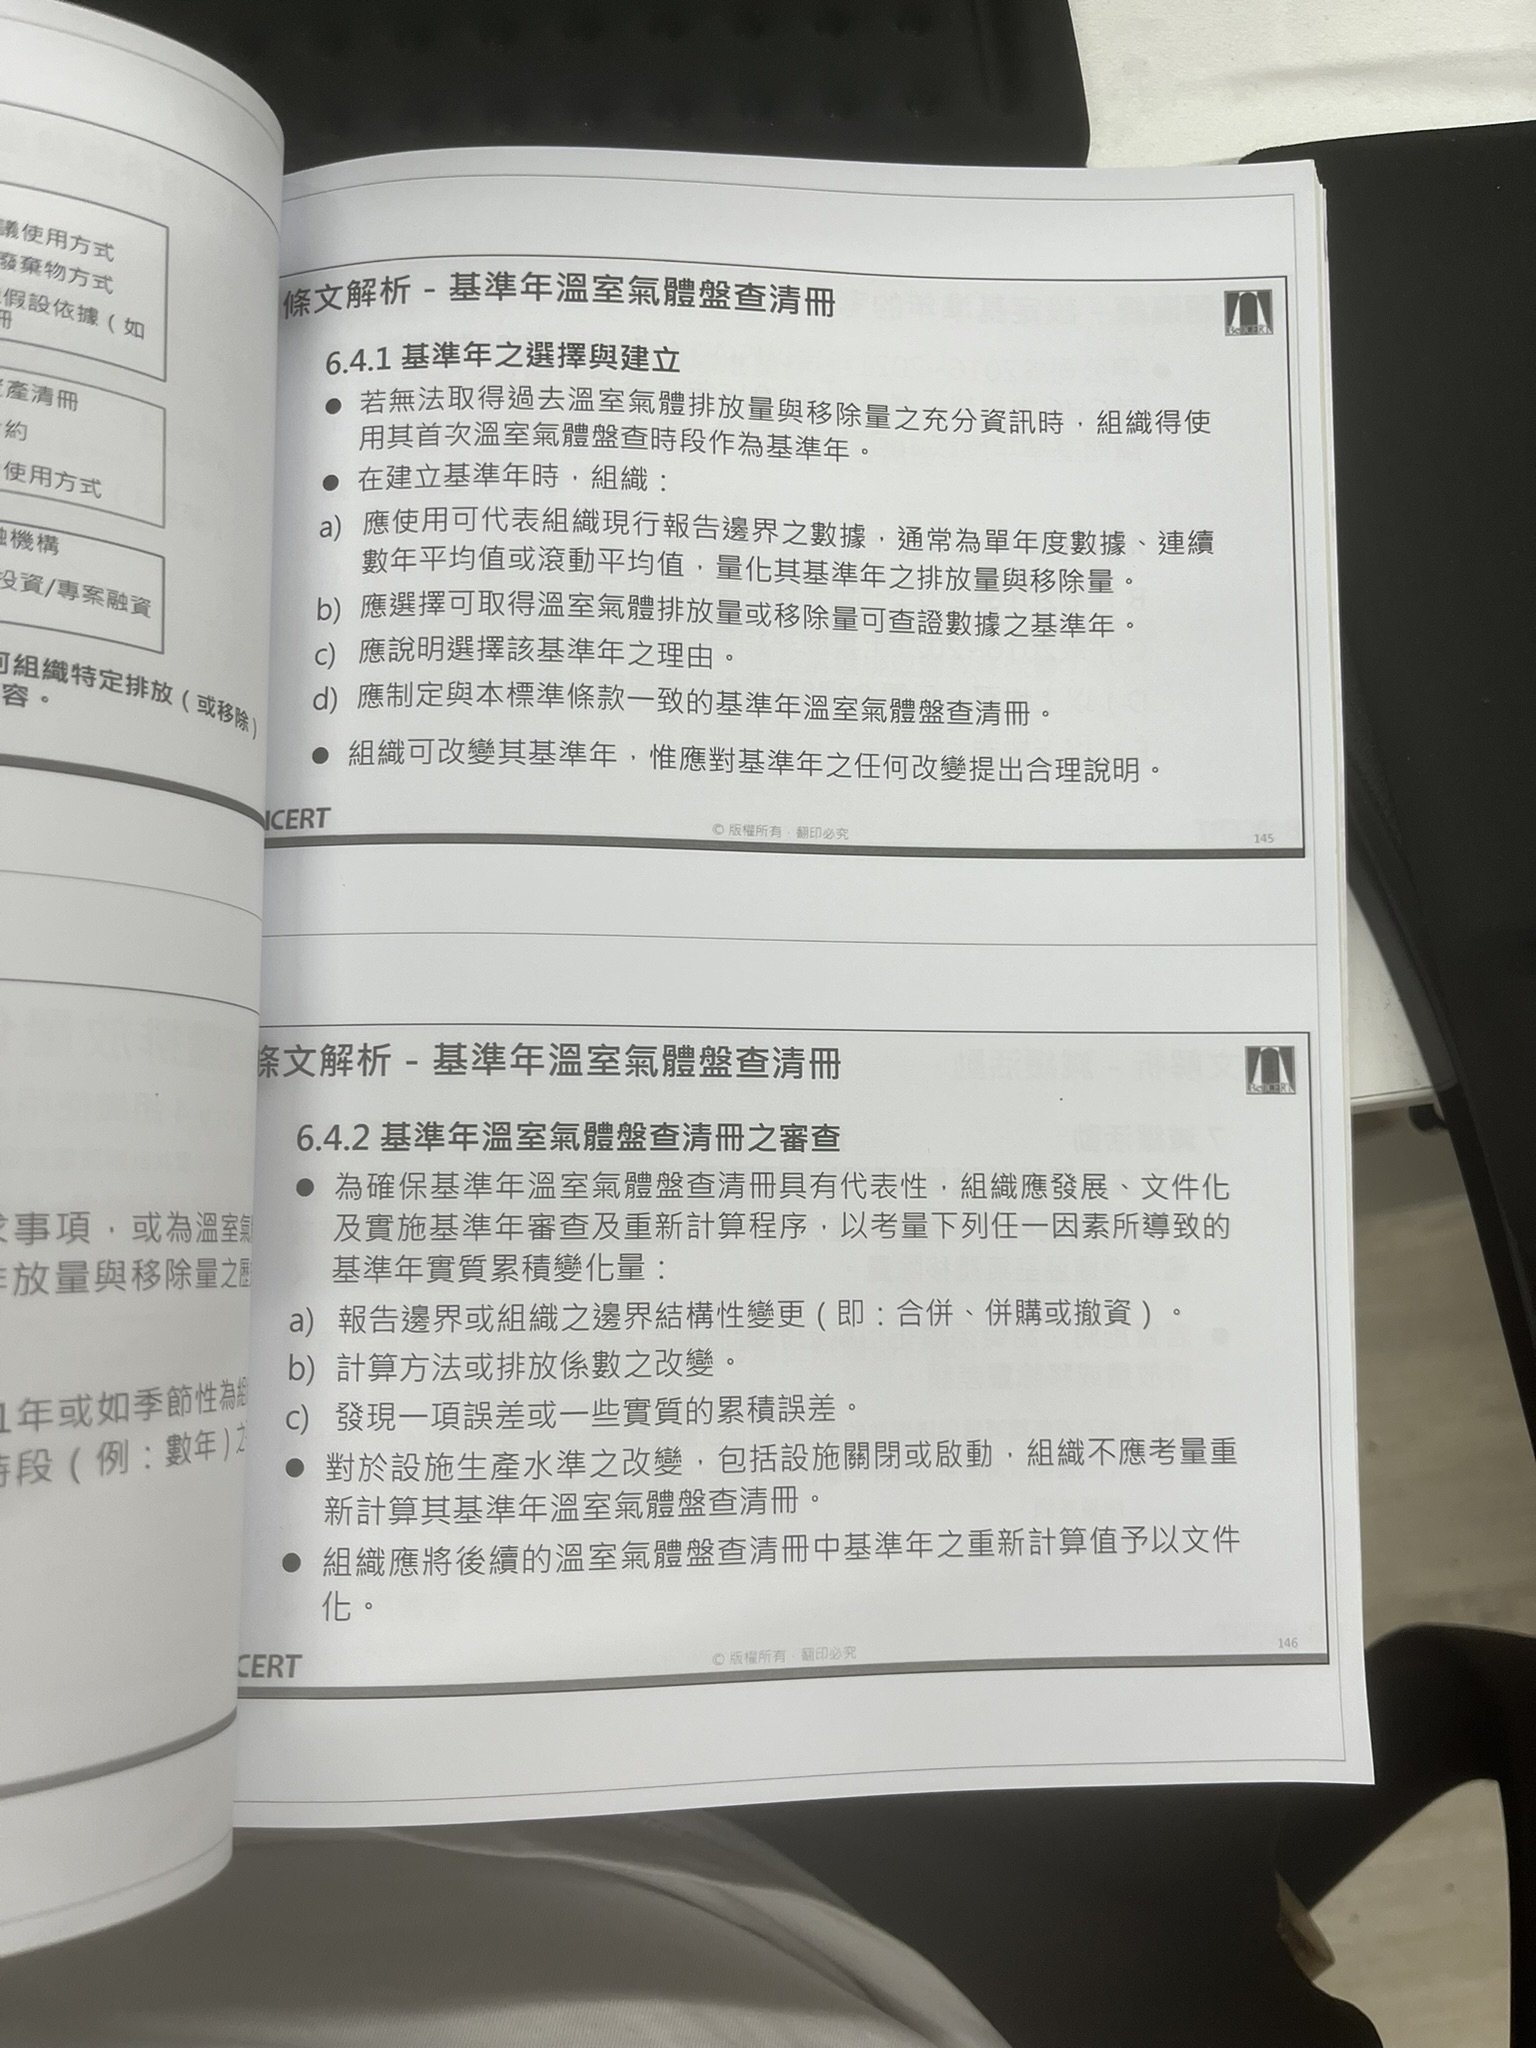 議使用方式
廢棄物方式
假設依據（如
冊
產清冊
約
使用方式
融機構
投資/專案融資
可組織特定排放（或移除）
容。
求事項，或為溫室氣
排放量與移除量之歷
1年或如季節性為組
時段（例：數年）之
條文解析 - 基準年溫室氣體盤查清冊
BelCERT
6.4.1 基準年之選擇與建立
● 若無法取得過去溫室氣體排放量與移除量之充分資訊時，組織得使
用其首次溫室氣體盤查時段作為基準年。
● 在建立基準年時，組織：
a) 應使用可代表組織現行報告邊界之數據，通常為單年度數據、連續
數年平均值或滾動平均值，量化其基準年之排放量與移除量。
b) 應選擇可取得溫室氣體排放量或移除量可查證數據之基準年。
c) 應說明選擇該基準年之理由。
d) 應制定與本標準條款一致的基準年溫室氣體盤查清冊。
● 組織可改變其基準年，惟應對基準年之任何改變提出合理說明。
ICERT
© 版權所有．翻印必究
145
條文解析 - 基準年溫室氣體盤查清冊
BelCERT
6.4.2 基準年溫室氣體盤查清冊之審查
● 為確保基準年溫室氣體盤查清冊具有代表性，組織應發展、文件化
及實施基準年審查及重新計算程序，以考量下列任一因素所導致的
基準年實質累積變化量：
a) 報告邊界或組織之邊界結構性變更（即：合併、併購或撤資）。
b) 計算方法或排放係數之改變。
c) 發現一項誤差或一些實質的累積誤差。
● 對於設施生產水準之改變，包括設施關閉或啟動，組織不應考量重
新計算其基準年溫室氣體盤查清冊。
● 組織應將後續的溫室氣體盤查清冊中基準年之重新計算值予以文件
化。
CERT
© 版權所有．翻印必究
146